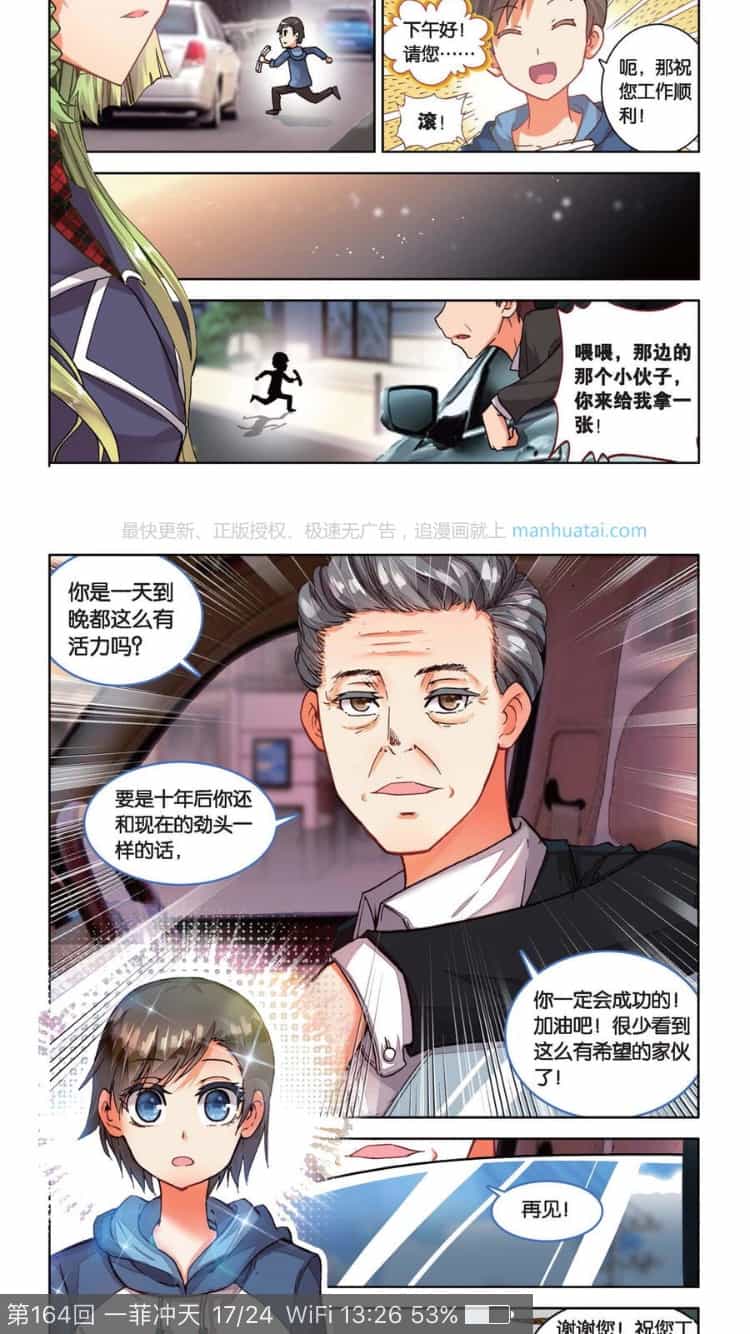 下午好！
请您……
滚！
呃，那祝
您工作顺
利！
喂喂，那边的
那个小伙子，
你来给我拿一
张！
最快更新、正版授权、极速无广告，追漫画就上 manhuatai.com
你是一天到
晚都这么有
活力吗？
要是十年后你还
和现在的劲头一
样的话，
你一定会成功的！
加油吧！很少看到
这么有希望的家伙
了！
再见！
谢谢您！祝您工
第164回 一菲冲天 17/24 WiFi 13:26 53%